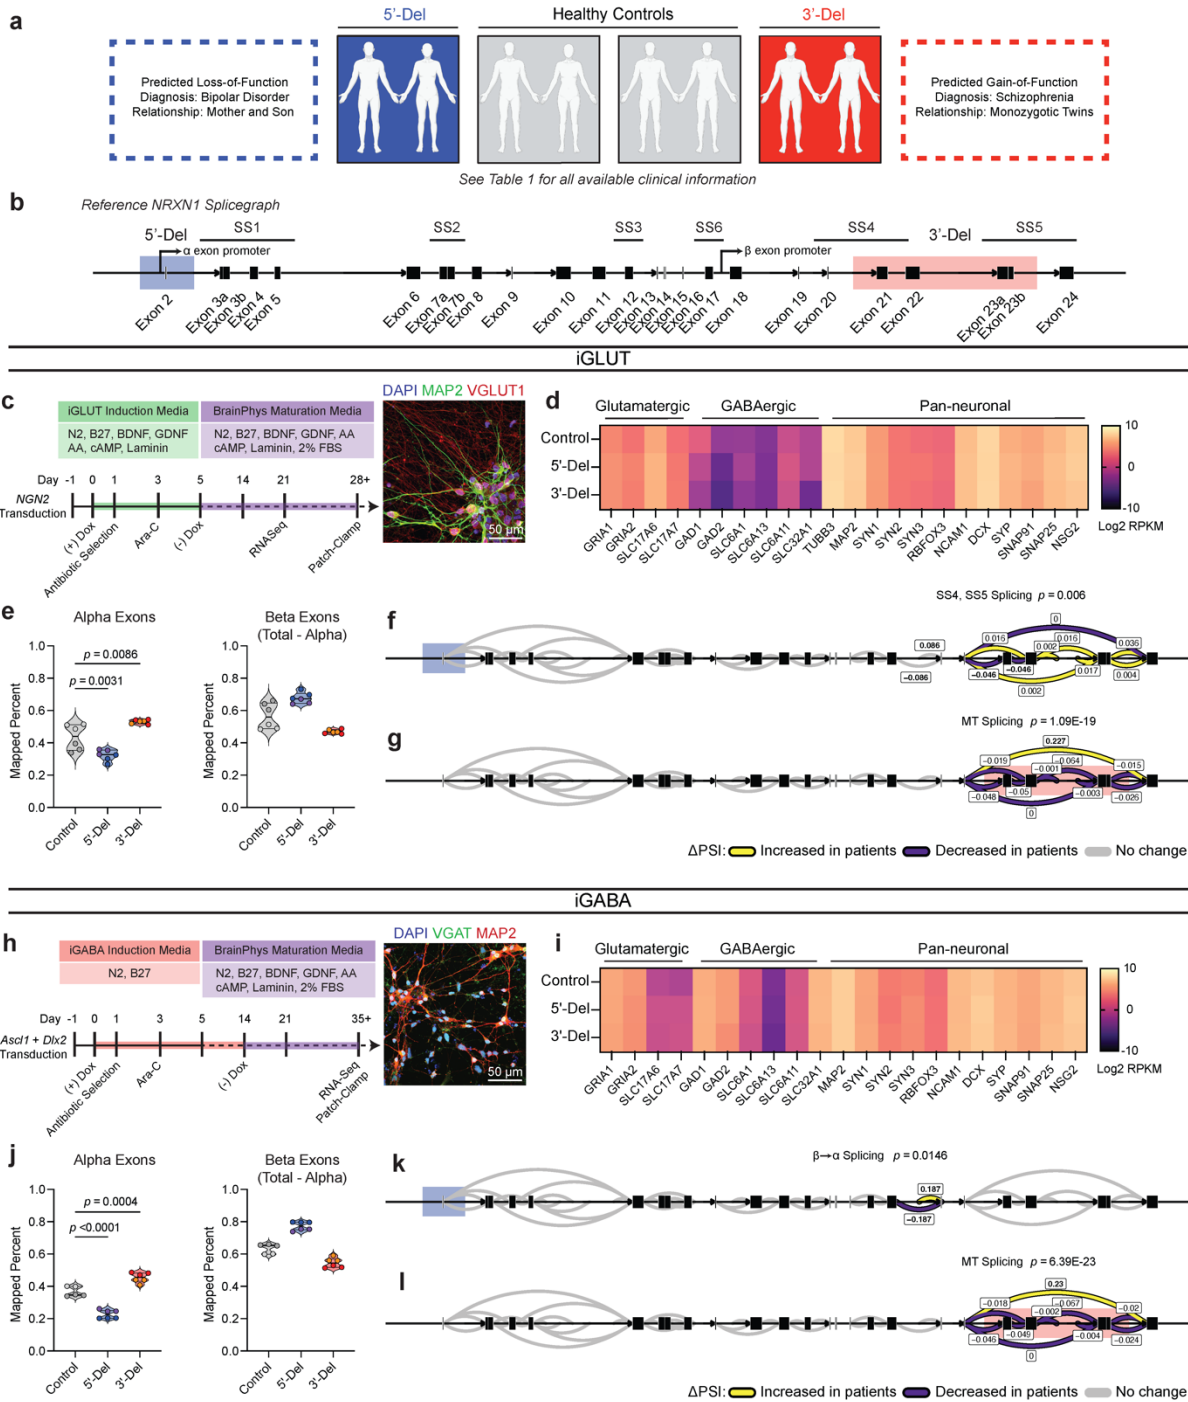 a
5'-Del
Healthy Controls
3'-Del
Predicted Loss-of-Function
Diagnosis: Bipolar Disorder
Relationship: Mother and Son
Predicted Gain-of-Function
Diagnosis: Schizophrenia
Relationship: Monozygotic Twins
See Table 1 for all available clinical information
b
Reference NRXN1 Splicegraph
5'-Del
SS1
SS2
SS3
SS6
SS4
3'-Del
SS5
α exon promoter
β exon promoter
Exon 2
Exon 3a
Exon 3b
Exon 4
Exon 5
Exon 6
Exon 7a
Exon 7b
Exon 8
Exon 9
Exon 10
Exon 11
Exon 12
Exon 13
Exon 14
Exon 15
Exon 16
Exon 17
Exon 18
Exon 19
Exon 20
Exon 21
Exon 22
Exon 23a
Exon 23b
Exon 24
iGLUT
c
iGLUT Induction Media
BrainPhys Maturation Media
N2, B27, BDNF, GDNF
AA, cAMP, Laminin
N2, B27, BDNF, GDNF, AA
cAMP, Laminin, 2% FBS
Day -1 0 1 3 5 14 21 28+
NGN2
Transduction
(+) Dox
Antibiotic Selection
Ara-C
(-) Dox
RNASeq
Patch-Clamp
DAPI MAP2 VGLUT1
50 μm
d
Glutamatergic
GABAergic
Pan-neuronal
Control
5'-Del
3'-Del
GRIA1
GRIA2
SLC17A6
SLC17A7
GAD1
GAD2
SLC6A1
SLC6A13
SLC6A11
SLC32A1
TUBB3
MAP2
SYN1
SYN2
SYN3
RBFOX3
NCAM1
DCX
SYP
SNAP91
SNAP25
NSG2
10
0
-10
Log2 RPKM
e
Alpha Exons
p = 0.0086
p = 0.0031
Mapped Percent
1.0
0.8
0.6
0.4
0.2
0.0
Control
5'-Del
3'-Del
Beta Exons
(Total - Alpha)
Mapped Percent
1.0
0.8
0.6
0.4
0.2
0.0
Control
5'-Del
3'-Del
f
SS4, SS5 Splicing p = 0.006
0
0.086
−0.086
0.016
0.016
0.036
0.002
−0.046
−0.046
0.017
0.004
0.002
g
MT Splicing p = 1.09E-19
0.227
−0.019
−0.064
−0.001
−0.015
−0.048
−0.05
−0.003
−0.026
0
ΔPSI: Increased in patients Decreased in patients No change
iGABA
h
iGABA Induction Media
BrainPhys Maturation Media
N2, B27
N2, B27, BDNF, GDNF, AA
cAMP, Laminin, 2% FBS
Day -1 0 1 3 5 14 21 35+
Ascl1 + Dlx2
Transduction
(+) Dox
Antibiotic Selection
Ara-C
(-) Dox
RNA-Seq
Patch-Clamp
DAPI VGAT MAP2
50 μm
i
Glutamatergic
GABAergic
Pan-neuronal
Control
5'-Del
3'-Del
GRIA1
GRIA2
SLC17A6
SLC17A7
GAD1
GAD2
SLC6A1
SLC6A13
SLC6A11
SLC32A1
MAP2
SYN1
SYN2
SYN3
RBFOX3
NCAM1
DCX
SYP
SNAP91
SNAP25
NSG2
10
0
-10
Log2 RPKM
j
Alpha Exons
p = 0.0004
p <0.0001
Mapped Percent
1.0
0.8
0.6
0.4
0.2
0.0
Control
5'-Del
3'-Del
Beta Exons
(Total - Alpha)
Mapped Percent
1.0
0.8
0.6
0.4
0.2
0.0
Control
5'-Del
3'-Del
k
β→α Splicing p = 0.0146
0.187
−0.187
l
MT Splicing p = 6.39E-23
0.23
−0.018
−0.067
−0.002
−0.02
−0.046
−0.049
−0.004
−0.024
0
ΔPSI: Increased in patients Decreased in patients No change